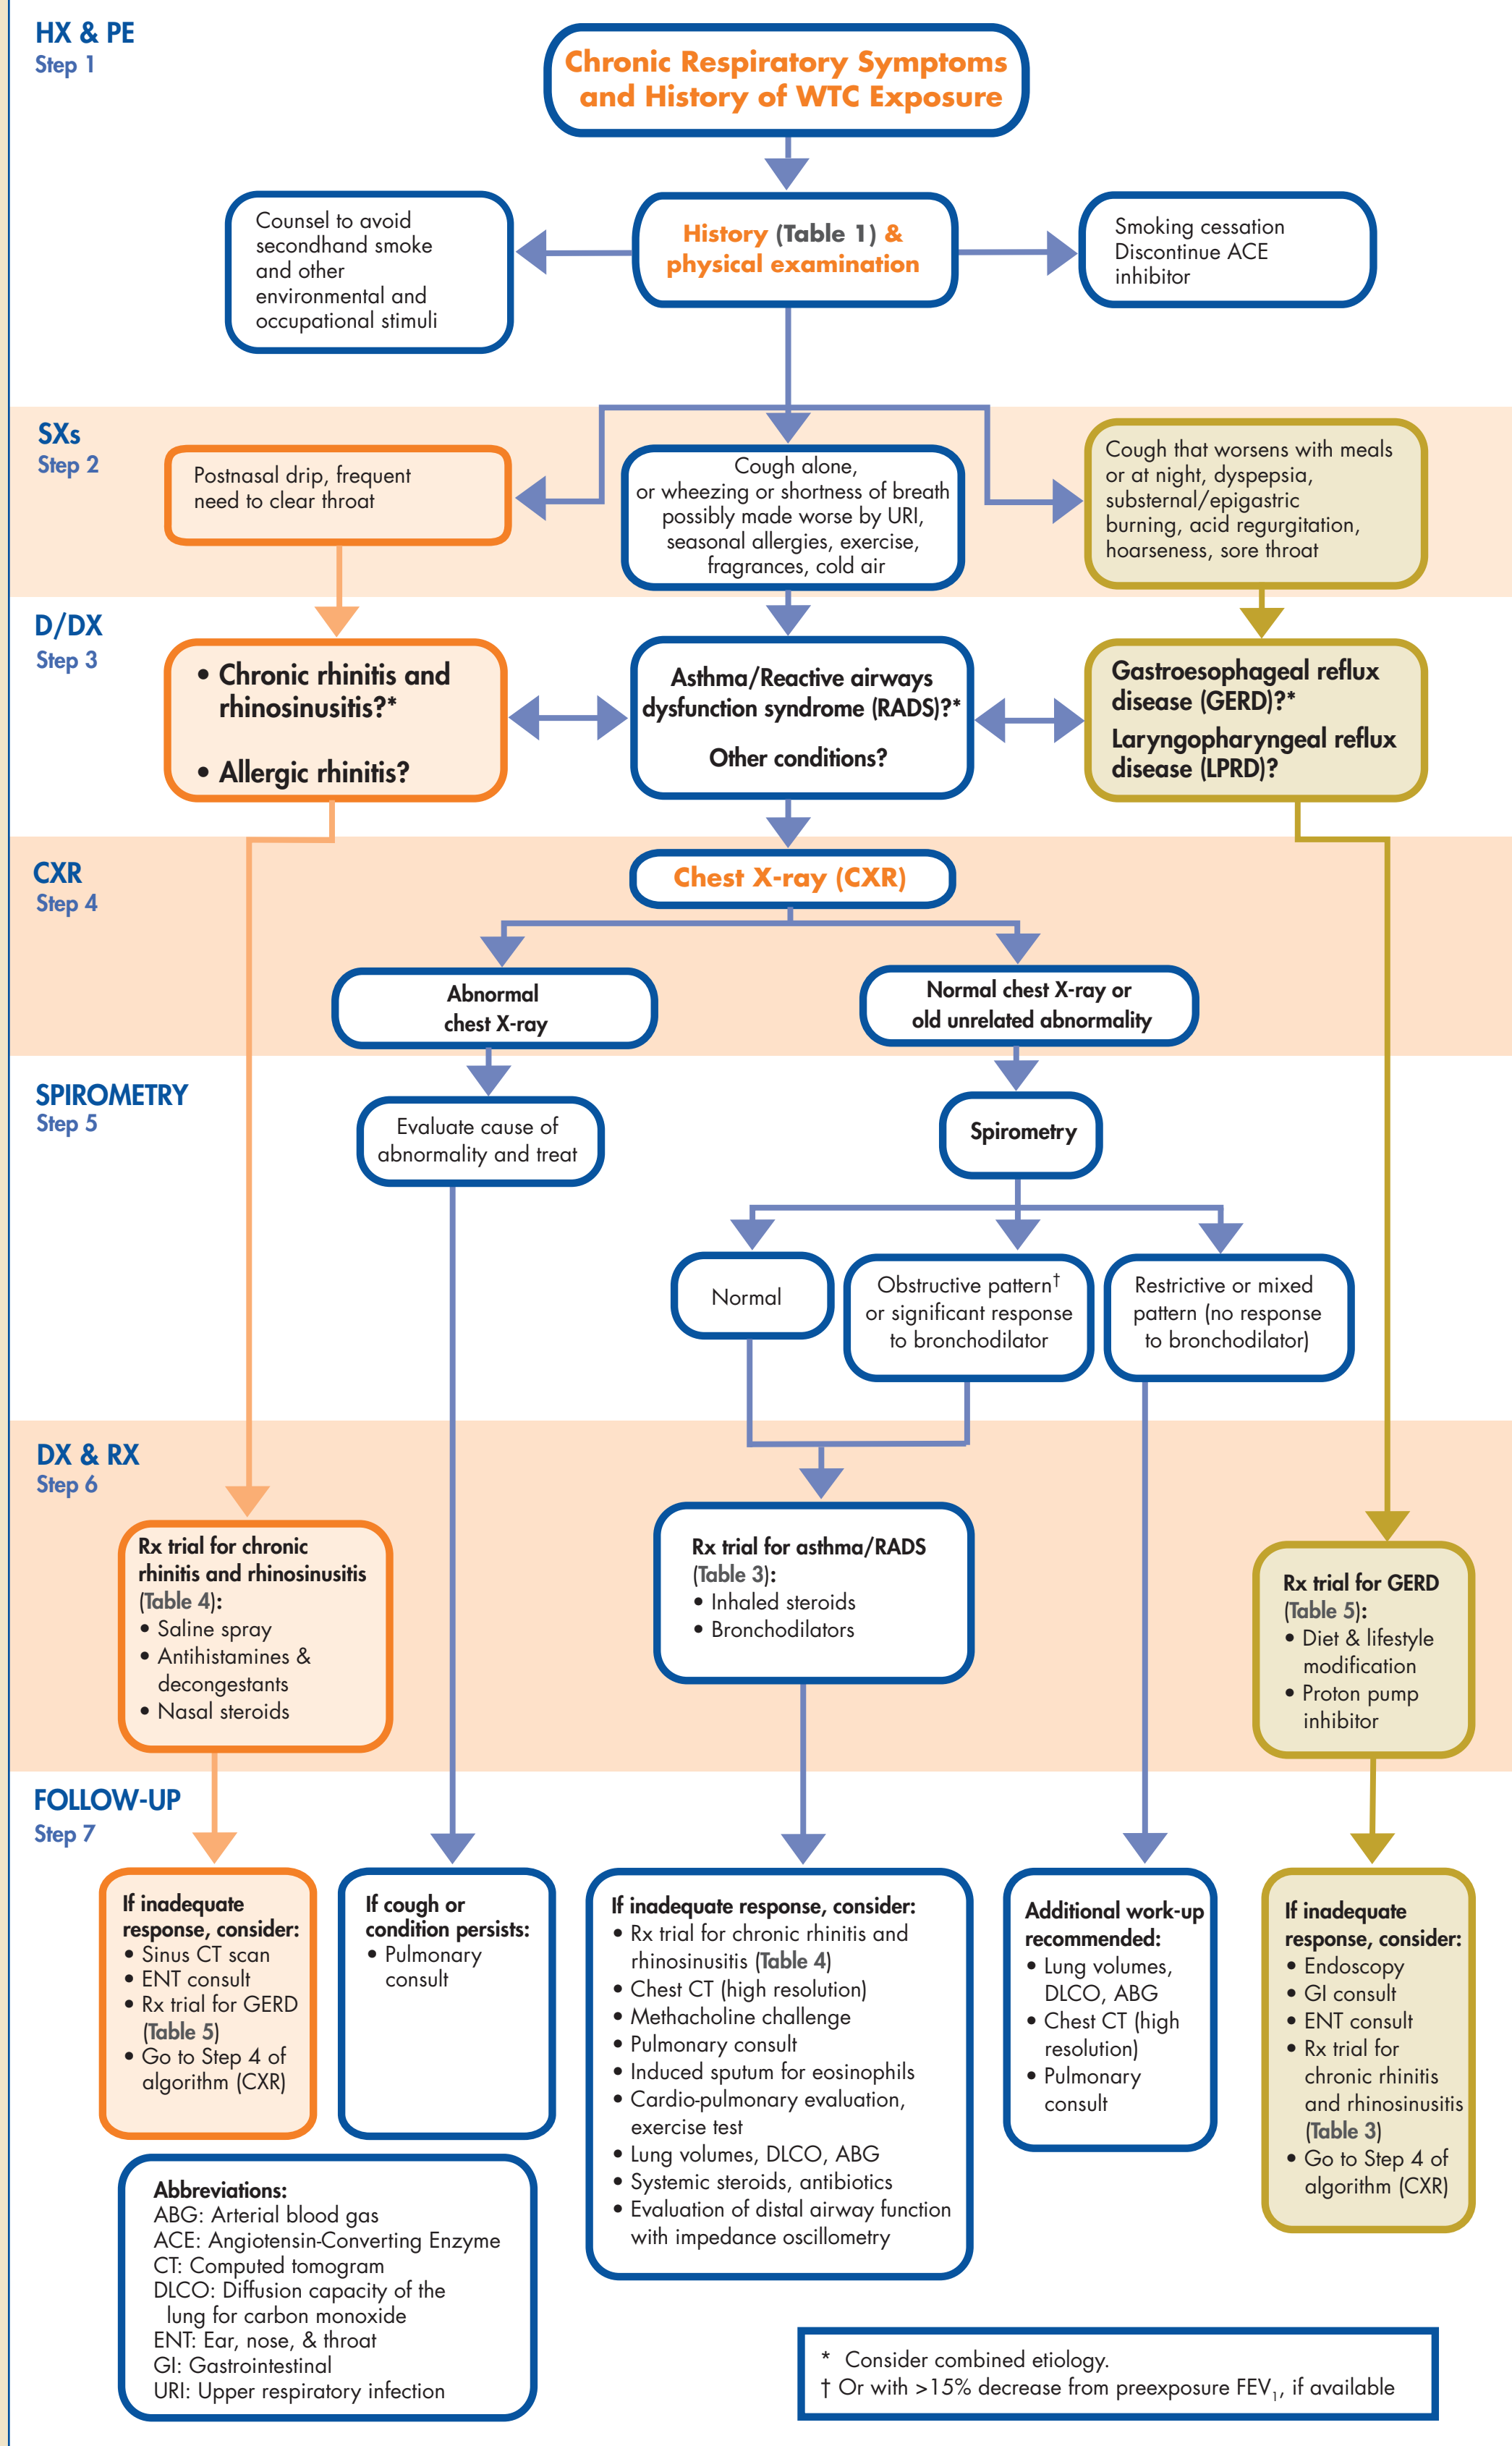 HX & PE
Step 1
Chronic Respiratory Symptoms
and History of WTC Exposure
Counsel to avoid
secondhand smoke
and other
environmental and
occupational stimuli
History (Table 1) &
physical examination
Smoking cessation
Discontinue ACE
inhibitor
SXs
Step 2
Postnasal drip, frequent
need to clear throat
Cough alone,
or wheezing or shortness of breath
possibly made worse by URI,
seasonal allergies, exercise,
fragrances, cold air
Cough that worsens with meals
or at night, dyspepsia,
substernal/epigastric
burning, acid regurgitation,
hoarseness, sore throat
D/DX
Step 3
• Chronic rhinitis and
rhinosinusitis?*
• Allergic rhinitis?
Asthma/Reactive airways
dysfunction syndrome (RADS)?*
Other conditions?
Gastroesophageal reflux
disease (GERD)?*
Laryngopharyngeal reflux
disease (LPRD)?
CXR
Step 4
Chest X-ray (CXR)
Abnormal
chest X-ray
Normal chest X-ray or
old unrelated abnormality
SPIROMETRY
Step 5
Evaluate cause of
abnormality and treat
Spirometry
Normal
Obstructive pattern†
or significant response
to bronchodilator
Restrictive or mixed
pattern (no response
to bronchodilator)
DX & RX
Step 6
Rx trial for chronic
rhinitis and rhinosinusitis
(Table 4):
• Saline spray
• Antihistamines &
decongestants
• Nasal steroids
Rx trial for asthma/RADS
(Table 3):
• Inhaled steroids
• Bronchodilators
Rx trial for GERD
(Table 5):
• Diet & lifestyle
modification
• Proton pump
inhibitor
FOLLOW-UP
Step 7
If inadequate
response, consider:
• Sinus CT scan
• ENT consult
• Rx trial for GERD
(Table 5)
• Go to Step 4 of
algorithm (CXR)
If cough or
condition persists:
• Pulmonary
consult
If inadequate response, consider:
• Rx trial for chronic rhinitis and
rhinosinusitis (Table 4)
• Chest CT (high resolution)
• Methacholine challenge
• Pulmonary consult
• Induced sputum for eosinophils
• Cardio-pulmonary evaluation,
exercise test
• Lung volumes, DLCO, ABG
• Systemic steroids, antibiotics
• Evaluation of distal airway function
with impedance oscillometry
Additional work-up
recommended:
• Lung volumes,
DLCO, ABG
• Chest CT (high
resolution)
• Pulmonary
consult
If inadequate
response, consider:
• Endoscopy
• GI consult
• ENT consult
• Rx trial for
chronic rhinitis
and rhinosinusitis
(Table 3)
• Go to Step 4 of
algorithm (CXR)
Abbreviations:
ABG: Arterial blood gas
ACE: Angiotensin-Converting Enzyme
CT: Computed tomogram
DLCO: Diffusion capacity of the
lung for carbon monoxide
ENT: Ear, nose, & throat
GI: Gastrointestinal
URI: Upper respiratory infection
* Consider combined etiology.
† Or with >15% decrease from preexposure FEV₁, if available